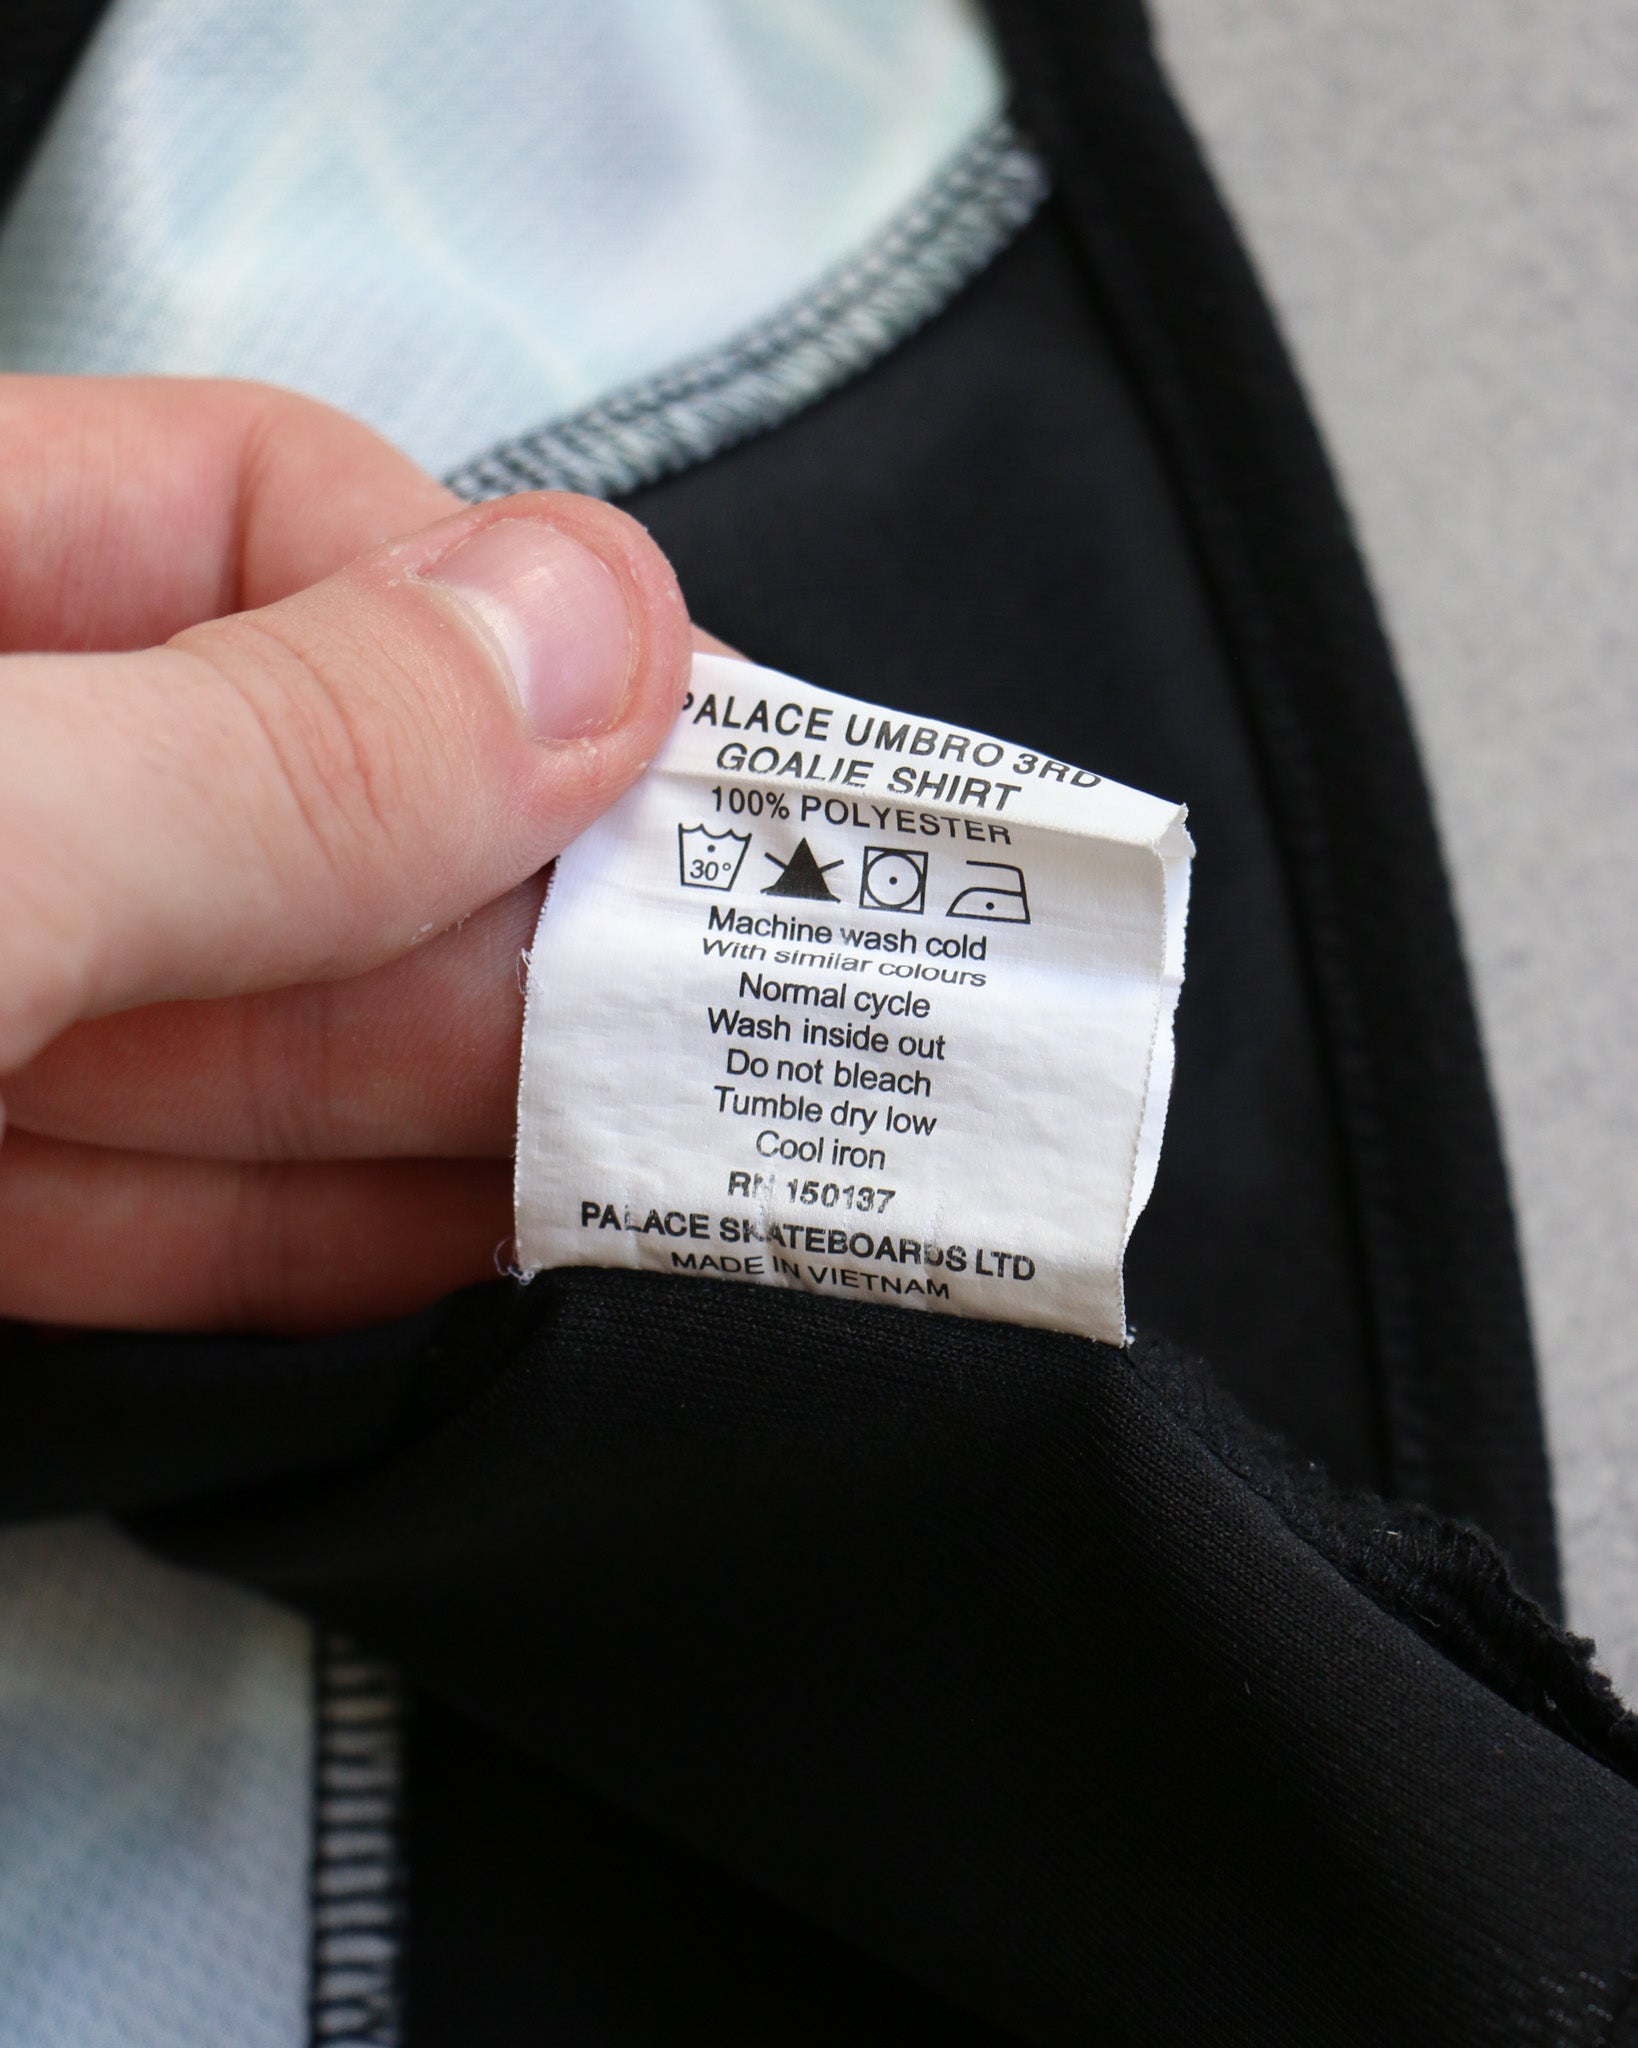 PALACE UMBRO 3RD
GOALIE SHIRT
100% POLYESTER
30°
Machine wash cold
With similar colours
Normal cycle
Wash inside out
Do not bleach
Tumble dry low
Cool iron
RN 150137
PALACE SKATEBOARDS LTD
MADE IN VIETNAM